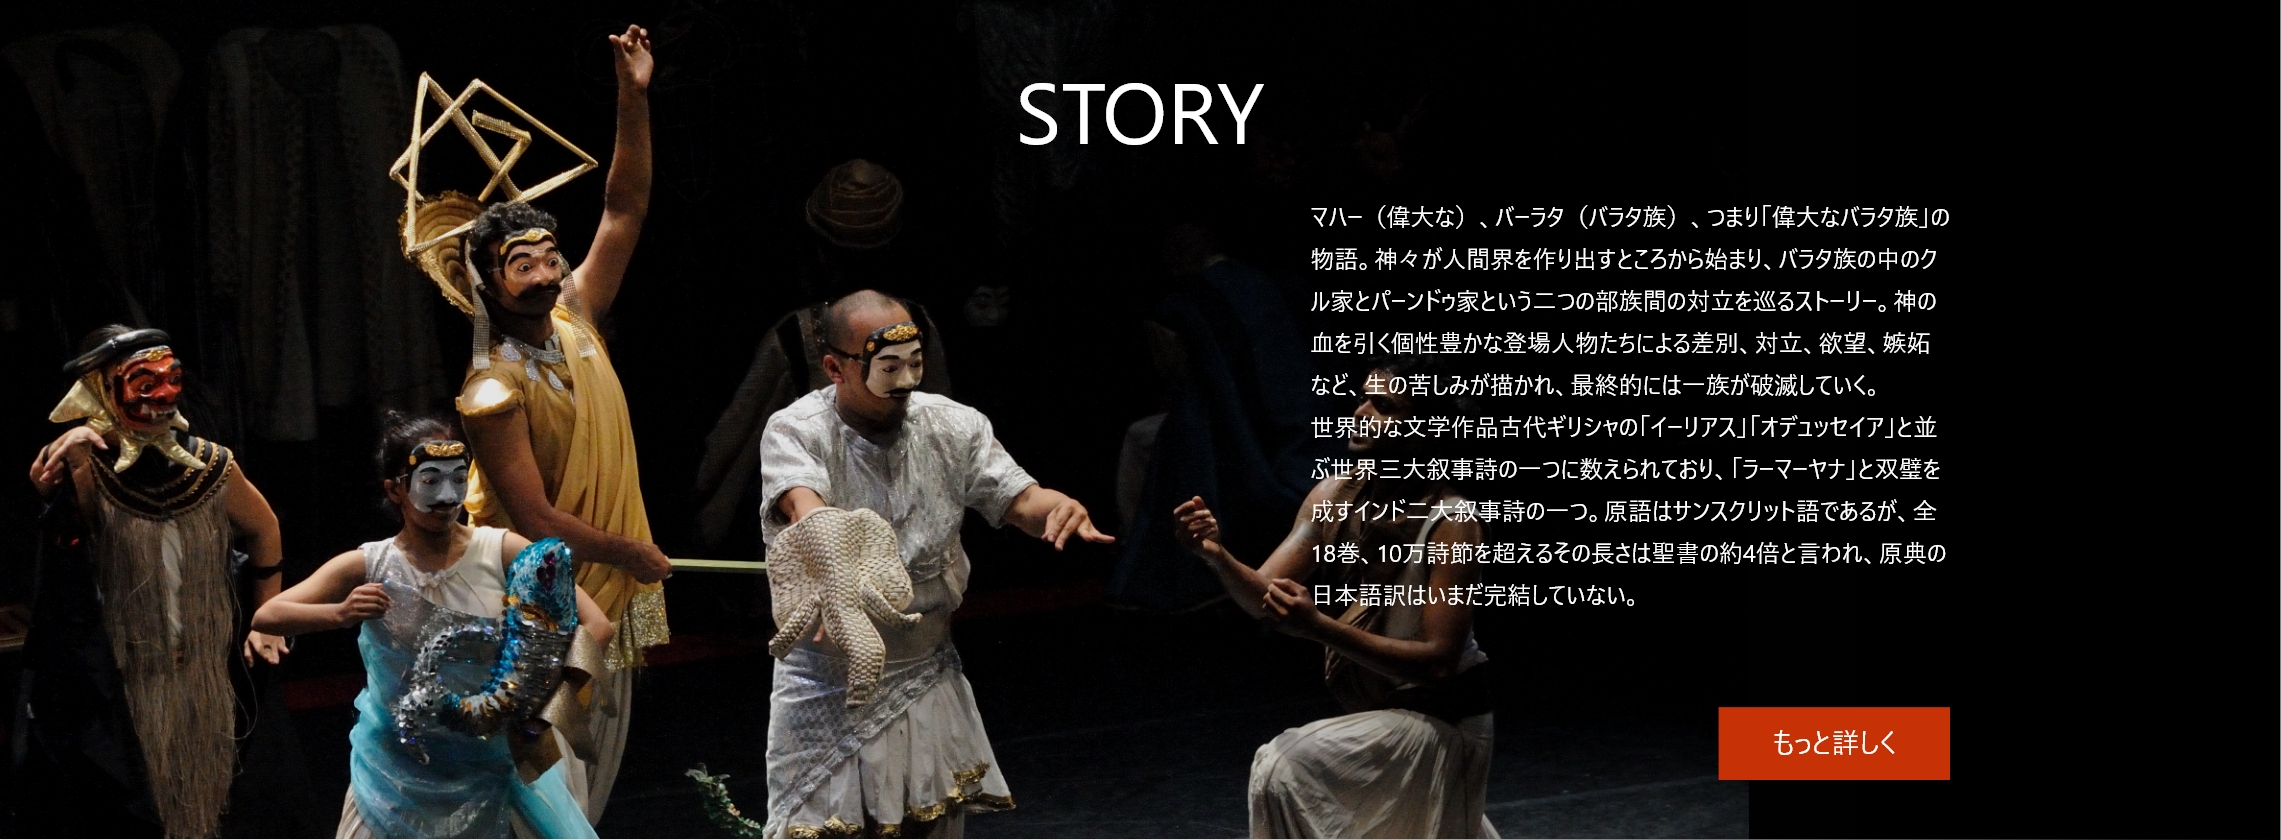 STORY
マハー（偉大な）、バーラタ（バラタ族）、つまり「偉大なバラタ族」の
物語。神々が人間界を作り出すところから始まり、バラタ族の中のク
ル家とパーンドゥ家という二つの部族間の対立を巡るストーリー。神の
血を引く個性豊かな登場人物たちによる差別、対立、欲望、嫉妬
など、生の苦しみが描かれ、最終的には一族が破滅していく。
世界的な文学作品古代ギリシャの「イーリアス」「オデュッセイア」と並
ぶ世界三大叙事詩の一つに数えられており、「ラーマーヤナ」と双璧を
成すインド二大叙事詩の一つ。原語はサンスクリット語であるが、全
18巻、10万詩節を超えるその長さは聖書の約4倍と言われ、原典の
日本語訳はいまだ完結していない。
もっと詳しく